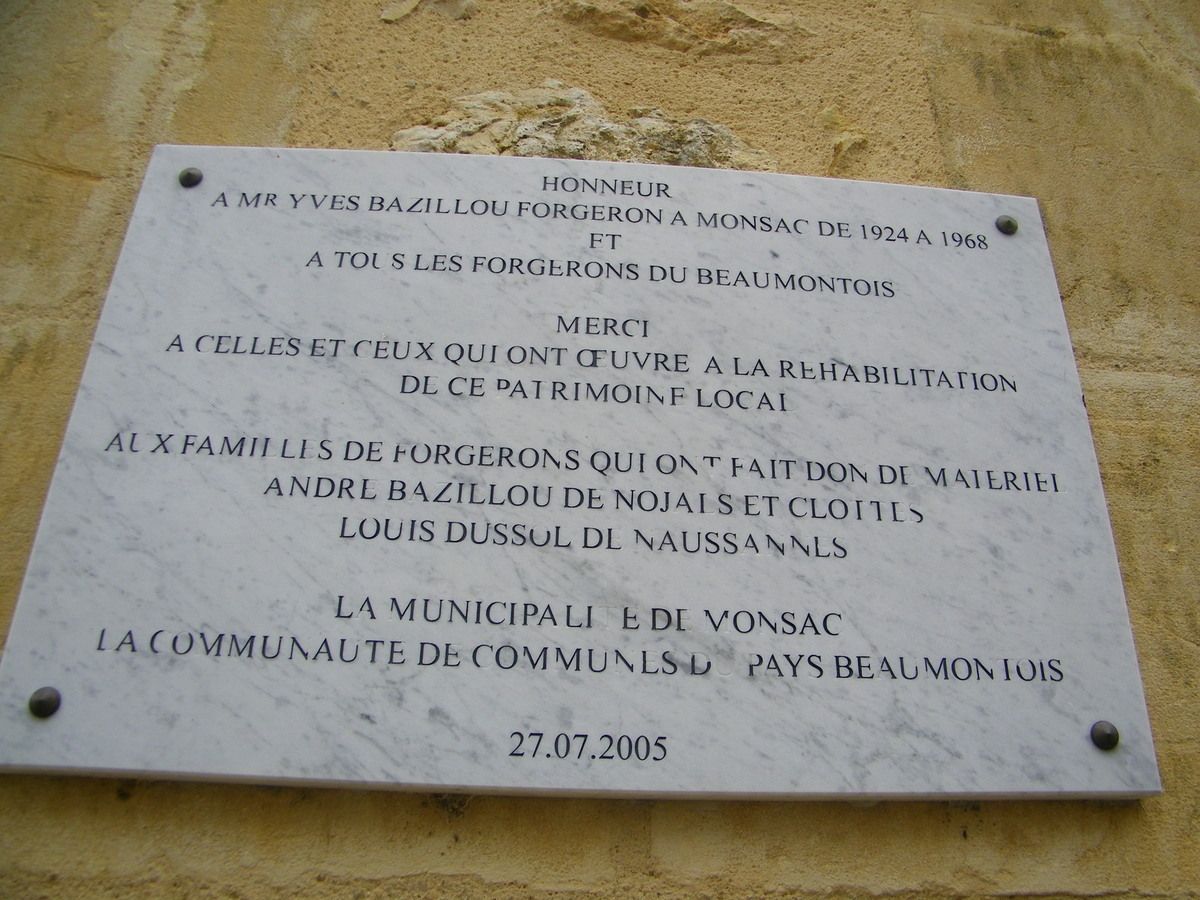 HONNEUR
A MR YVES BAZILLOU FORGERON A MONSAC DE 1924 A 1968
ET
A TOUS LES FORGERONS DU BEAUMONTOIS
MERCI
A CELLES ET CEUX QUI ONT ŒUVRE A LA REHABILITATION
DE CE PATRIMOINE LOCAL
AUX FAMILLES DE FORGERONS QUI ONT FAIT DON DE MATERIEL
ANDRE BAZILLOU DE NOJALS ET CLOTTES
LOUIS DUSSOL DE NAUSSANNES
LA MUNICIPALITE DE MONSAC
LA COMMUNAUTE DE COMMUNES DU PAYS BEAUMONTOIS
27.07.2005